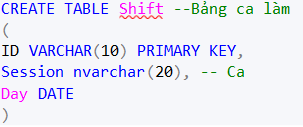 CREATE TABLE Shift --Bảng ca làm
(
ID VARCHAR(10) PRIMARY KEY,
Session nvarchar(20), -- Ca
Day DATE
)